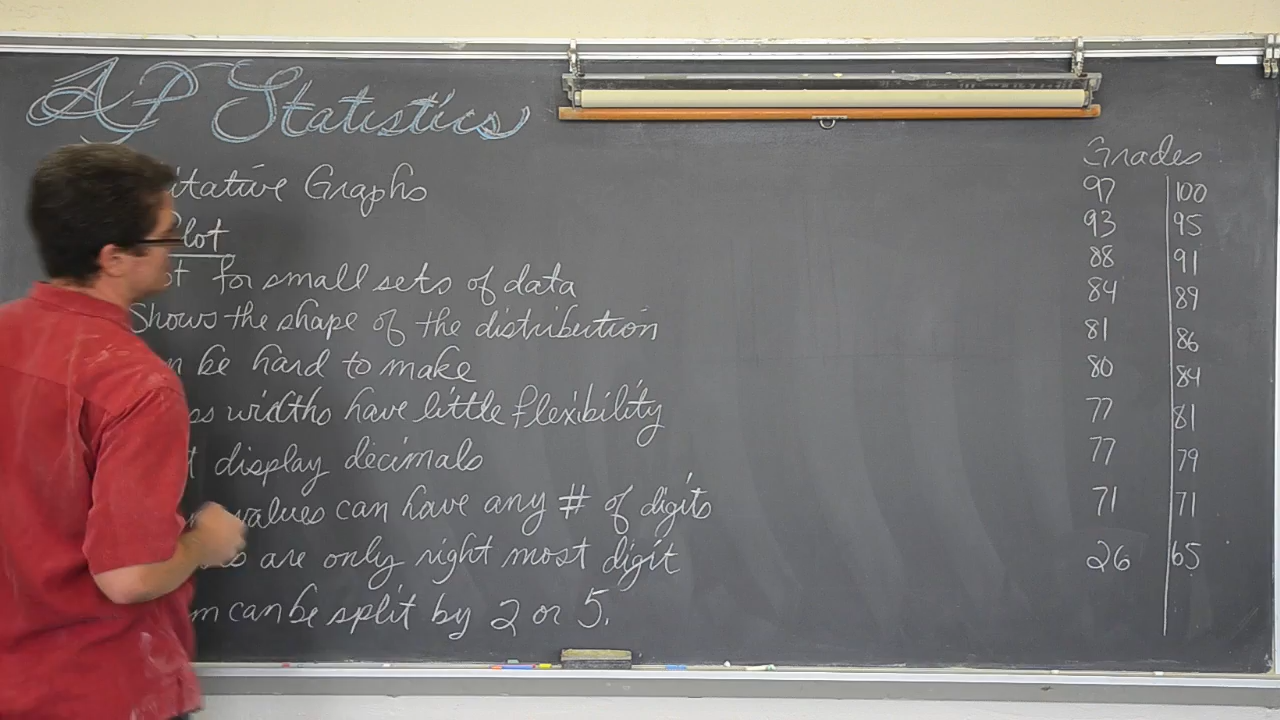 AP Statistics
itative Graphs
Plot
for small sets of data
Shows the shape of the distribution
be hard to make
widths have little flexibility
display decimals
values can have any # of digits
are only right most digit
can be split by 2 or 5.
Grades
97 100
93 95
88 91
84 89
81 86
80 84
77 81
77 79
71 71
26 65